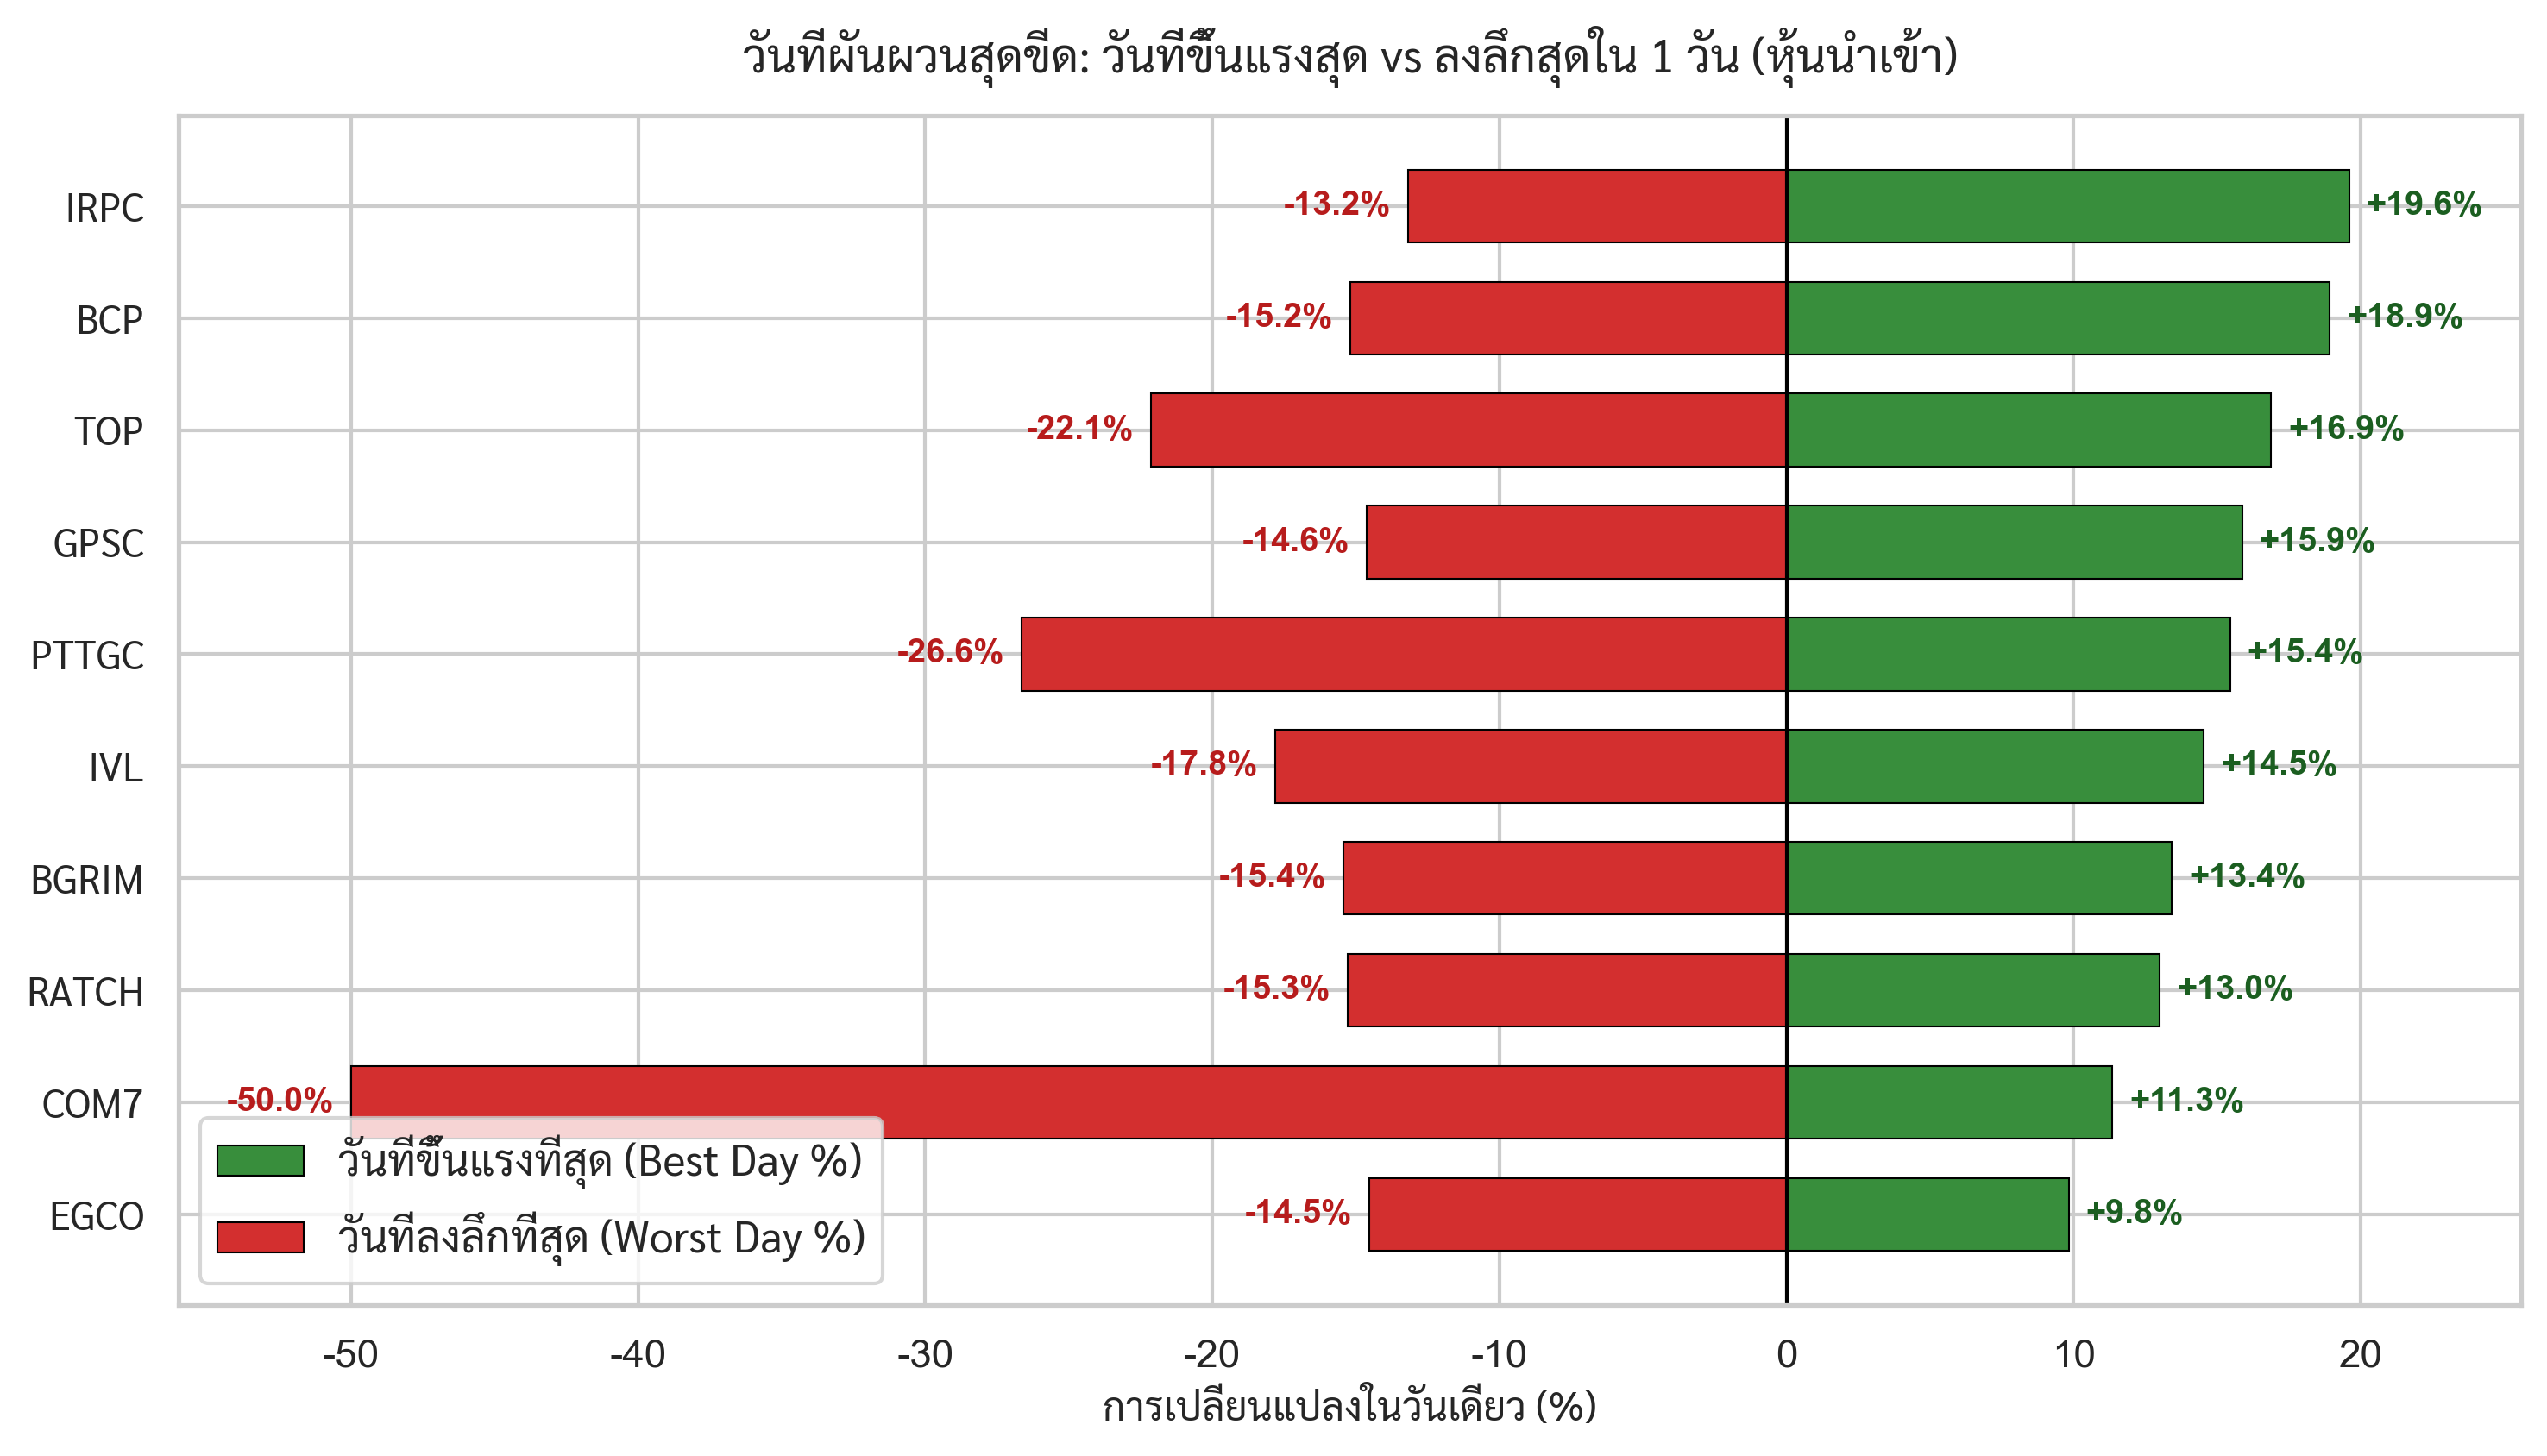 วันที่ผันผวนสุดขีด: วันที่ขึ้นแรงสุด vs ลงลึกสุดใน 1 วัน (หุ้นนำเข้า)
IRPC -13.2% +19.6%
BCP -15.2% +18.9%
TOP -22.1% +16.9%
GPSC -14.6% +15.9%
PTTGC -26.6% +15.4%
IVL -17.8% +14.5%
BGRIM -15.4% +13.4%
RATCH -15.3% +13.0%
COM7 -50.0% +11.3%
EGCO -14.5% +9.8%
วันที่ขึ้นแรงที่สุด (Best Day %)
วันที่ลงลึกที่สุด (Worst Day %)
-50 -40 -30 -20 -10 0 10 20
การเปลี่ยนแปลงในวันเดียว (%)